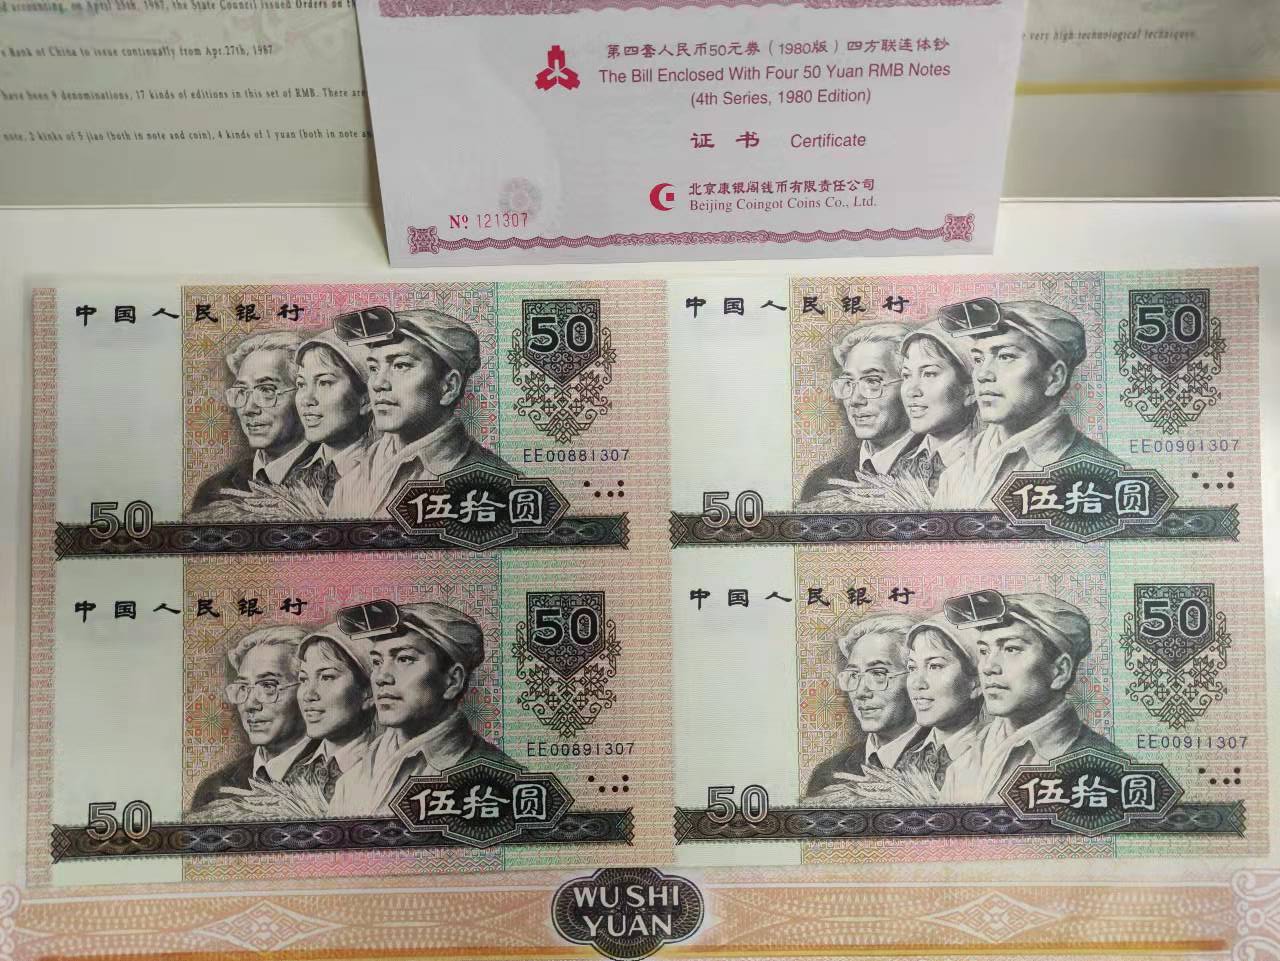 d accounting, on April 25th, 1987, the State Council issued Orders on th
s Bank of China to issue continually from Apr.27th, 1987
have been 9 denominations, 17 kinds of editions in this set of RMB. There are
note, 2 kinks of 5 jiao (both in note and coin), 4 kinds of 1 yuan (both in note a
very high technological techniques.
第四套人民币50元券（1980版）四方联连体钞
The Bill Enclosed With Four 50 Yuan RMB Notes
(4th Series, 1980 Edition)
证书 Certificate
北京康银阁钱币有限责任公司
Beijing Coingot Coins Co., Ltd.
№ 121307
中国人民银行
50
EE00881307
50
伍拾圆
中国人民银行
50
EE00901307
50
伍拾圆
中国人民银行
50
EE00891307
50
伍拾圆
中国人民银行
50
EE00911307
50
伍拾圆
WU SHI
YUAN